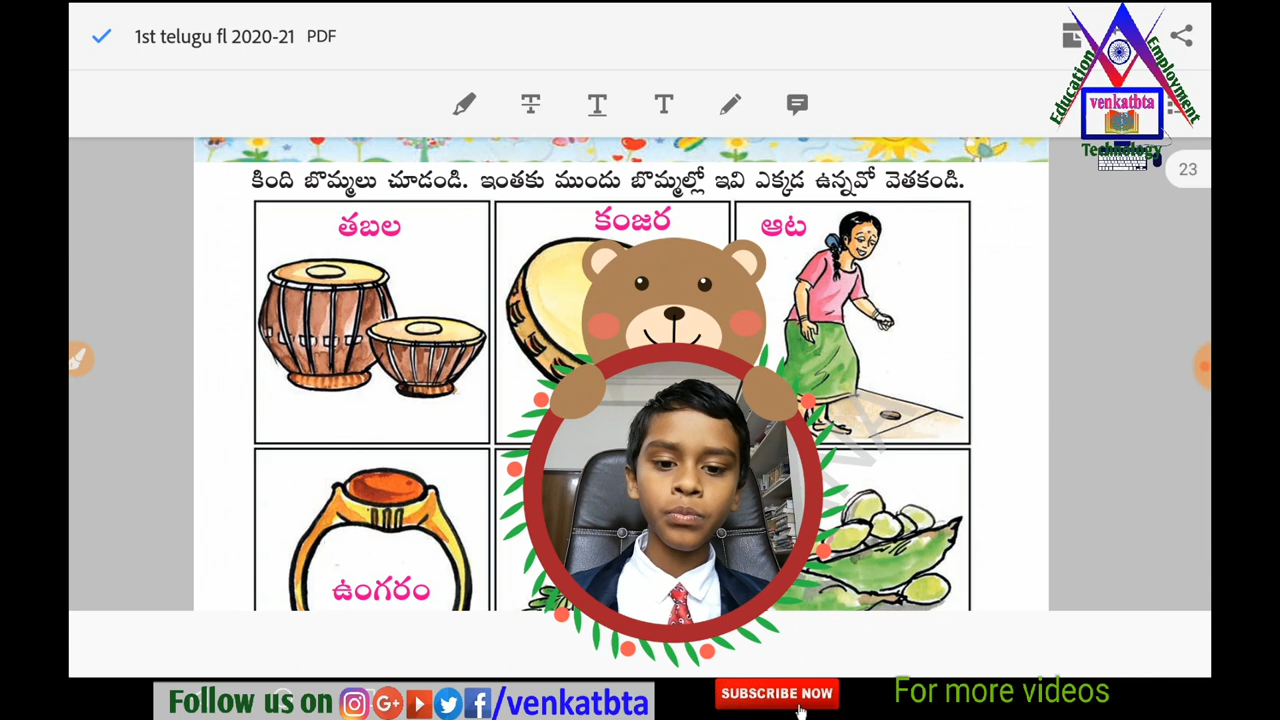 1st telugu fl 2020-21 PDF
Education
Employment
venkatbta
Technology
23
కింది బొమ్మలు చూడండి. ఇంతకు ముందు బొమ్మల్లో ఇవి ఎక్కడ ఉన్నవో వెతకండి.
తబల
కంజర
ఆట
ఉంగరం
Follow us on /venkatbta
SUBSCRIBE NOW
For more videos